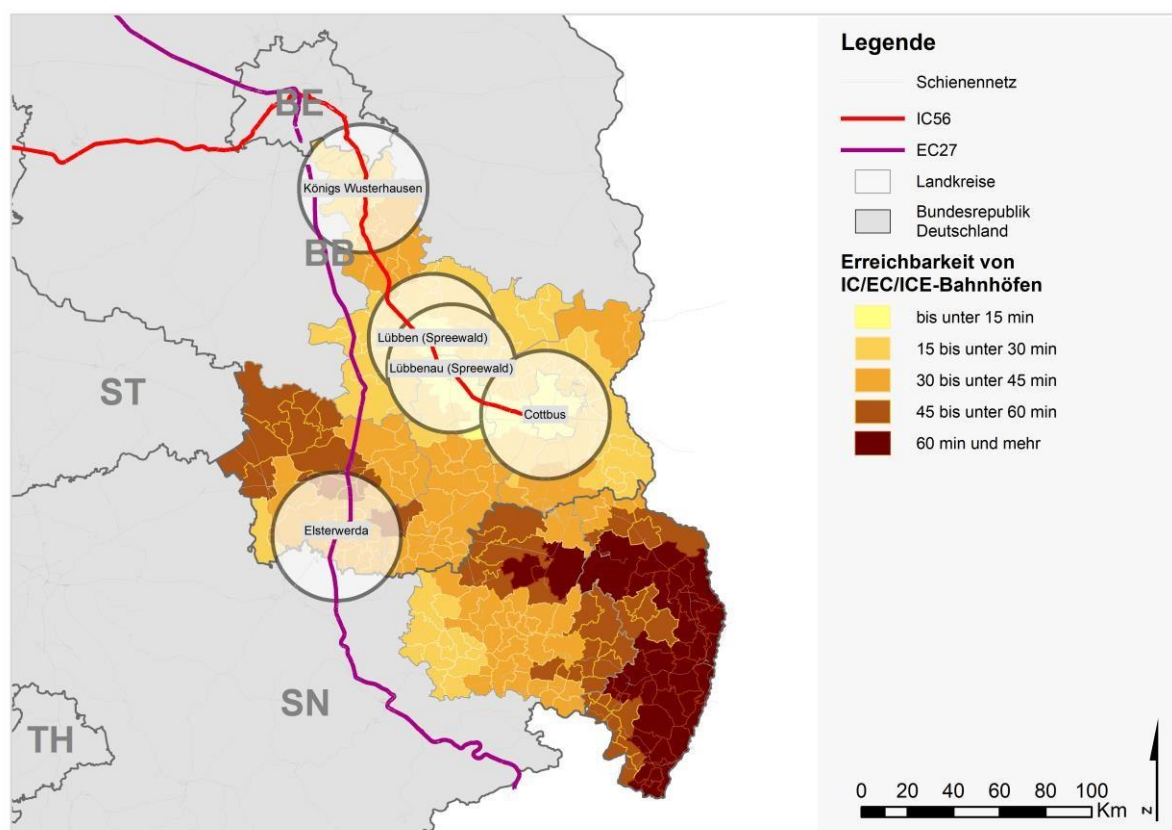 BE
Königs Wusterhausen
BB
Lübben (Spreewald)
Lübbenau (Spreewald)
Cottbus
ST
Elsterwerda
SN
TH
Legende
Schienennetz
IC56
EC27
Landkreise
Bundesrepublik
Deutschland
Erreichbarkeit von
IC/EC/ICE-Bahnhöfen
bis unter 15 min
15 bis unter 30 min
30 bis unter 45 min
45 bis unter 60 min
60 min und mehr
0 20 40 60 80 100
Km
N